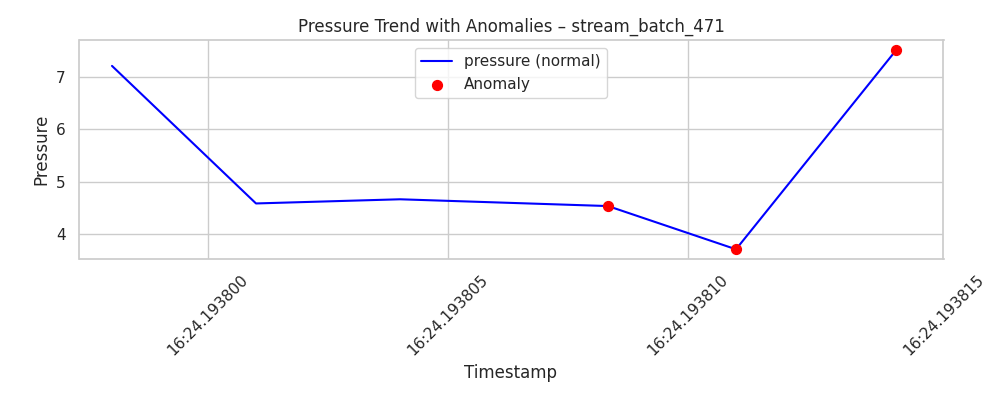 Pressure Trend with Anomalies – stream_batch_471
pressure (normal)
Anomaly
Pressure
7
6
5
4
16:24.193800
16:24.193805
16:24.193810
16:24.193815
Timestamp